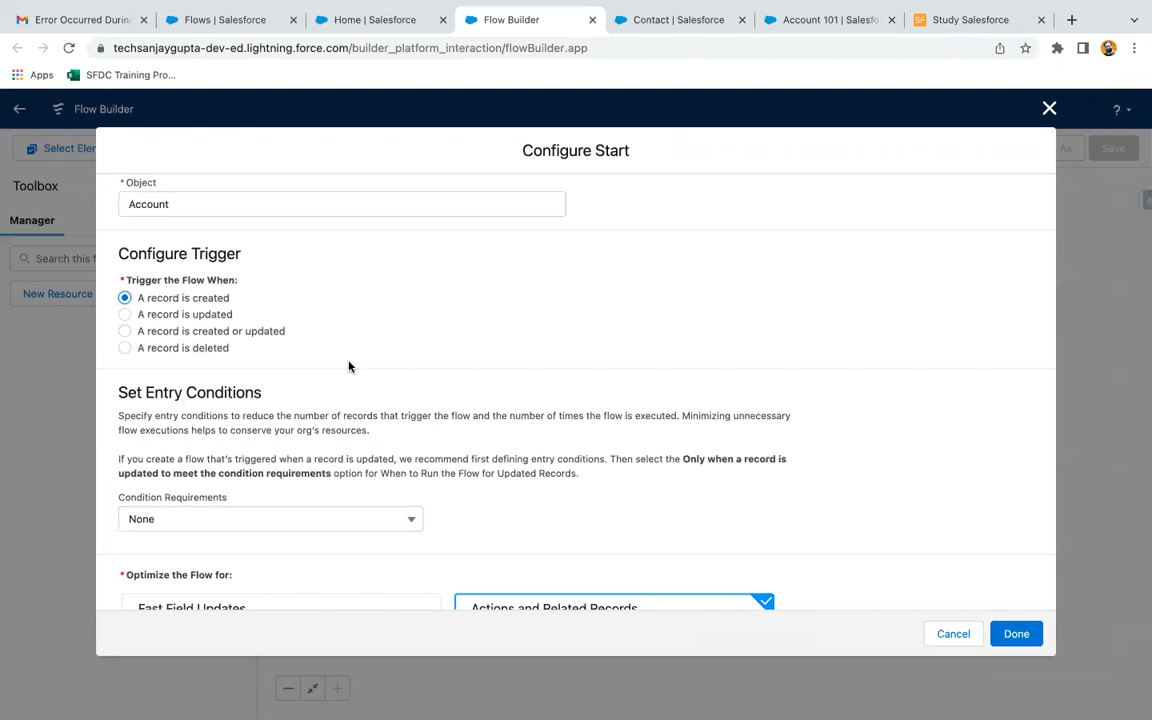 Error Occurred Durin
Flows | Salesforce
Home | Salesforce
Flow Builder
Contact | Salesforce
Account 101 | Salesfo
SF
Study Salesforce
techsanjaygupta-dev-ed.lightning.force.com/builder_platform_interaction/flowBuilder.app
Apps
SFDC Training Pro...
Flow Builder
?
Select Eler
As
Save
Toolbox
Manager
Search this f
New Resource
Configure Start
* Object
Account
Configure Trigger
* Trigger the Flow When:
A record is created
A record is updated
A record is created or updated
A record is deleted
Set Entry Conditions
Specify entry conditions to reduce the number of records that trigger the flow and the number of times the flow is executed. Minimizing unnecessary
flow executions helps to conserve your org's resources.
If you create a flow that's triggered when a record is updated, we recommend first defining entry conditions. Then select the Only when a record is
updated to meet the condition requirements option for When to Run the Flow for Updated Records.
Condition Requirements
None
* Optimize the Flow for:
Fast Field Updates
Actions and Related Records
Cancel
Done